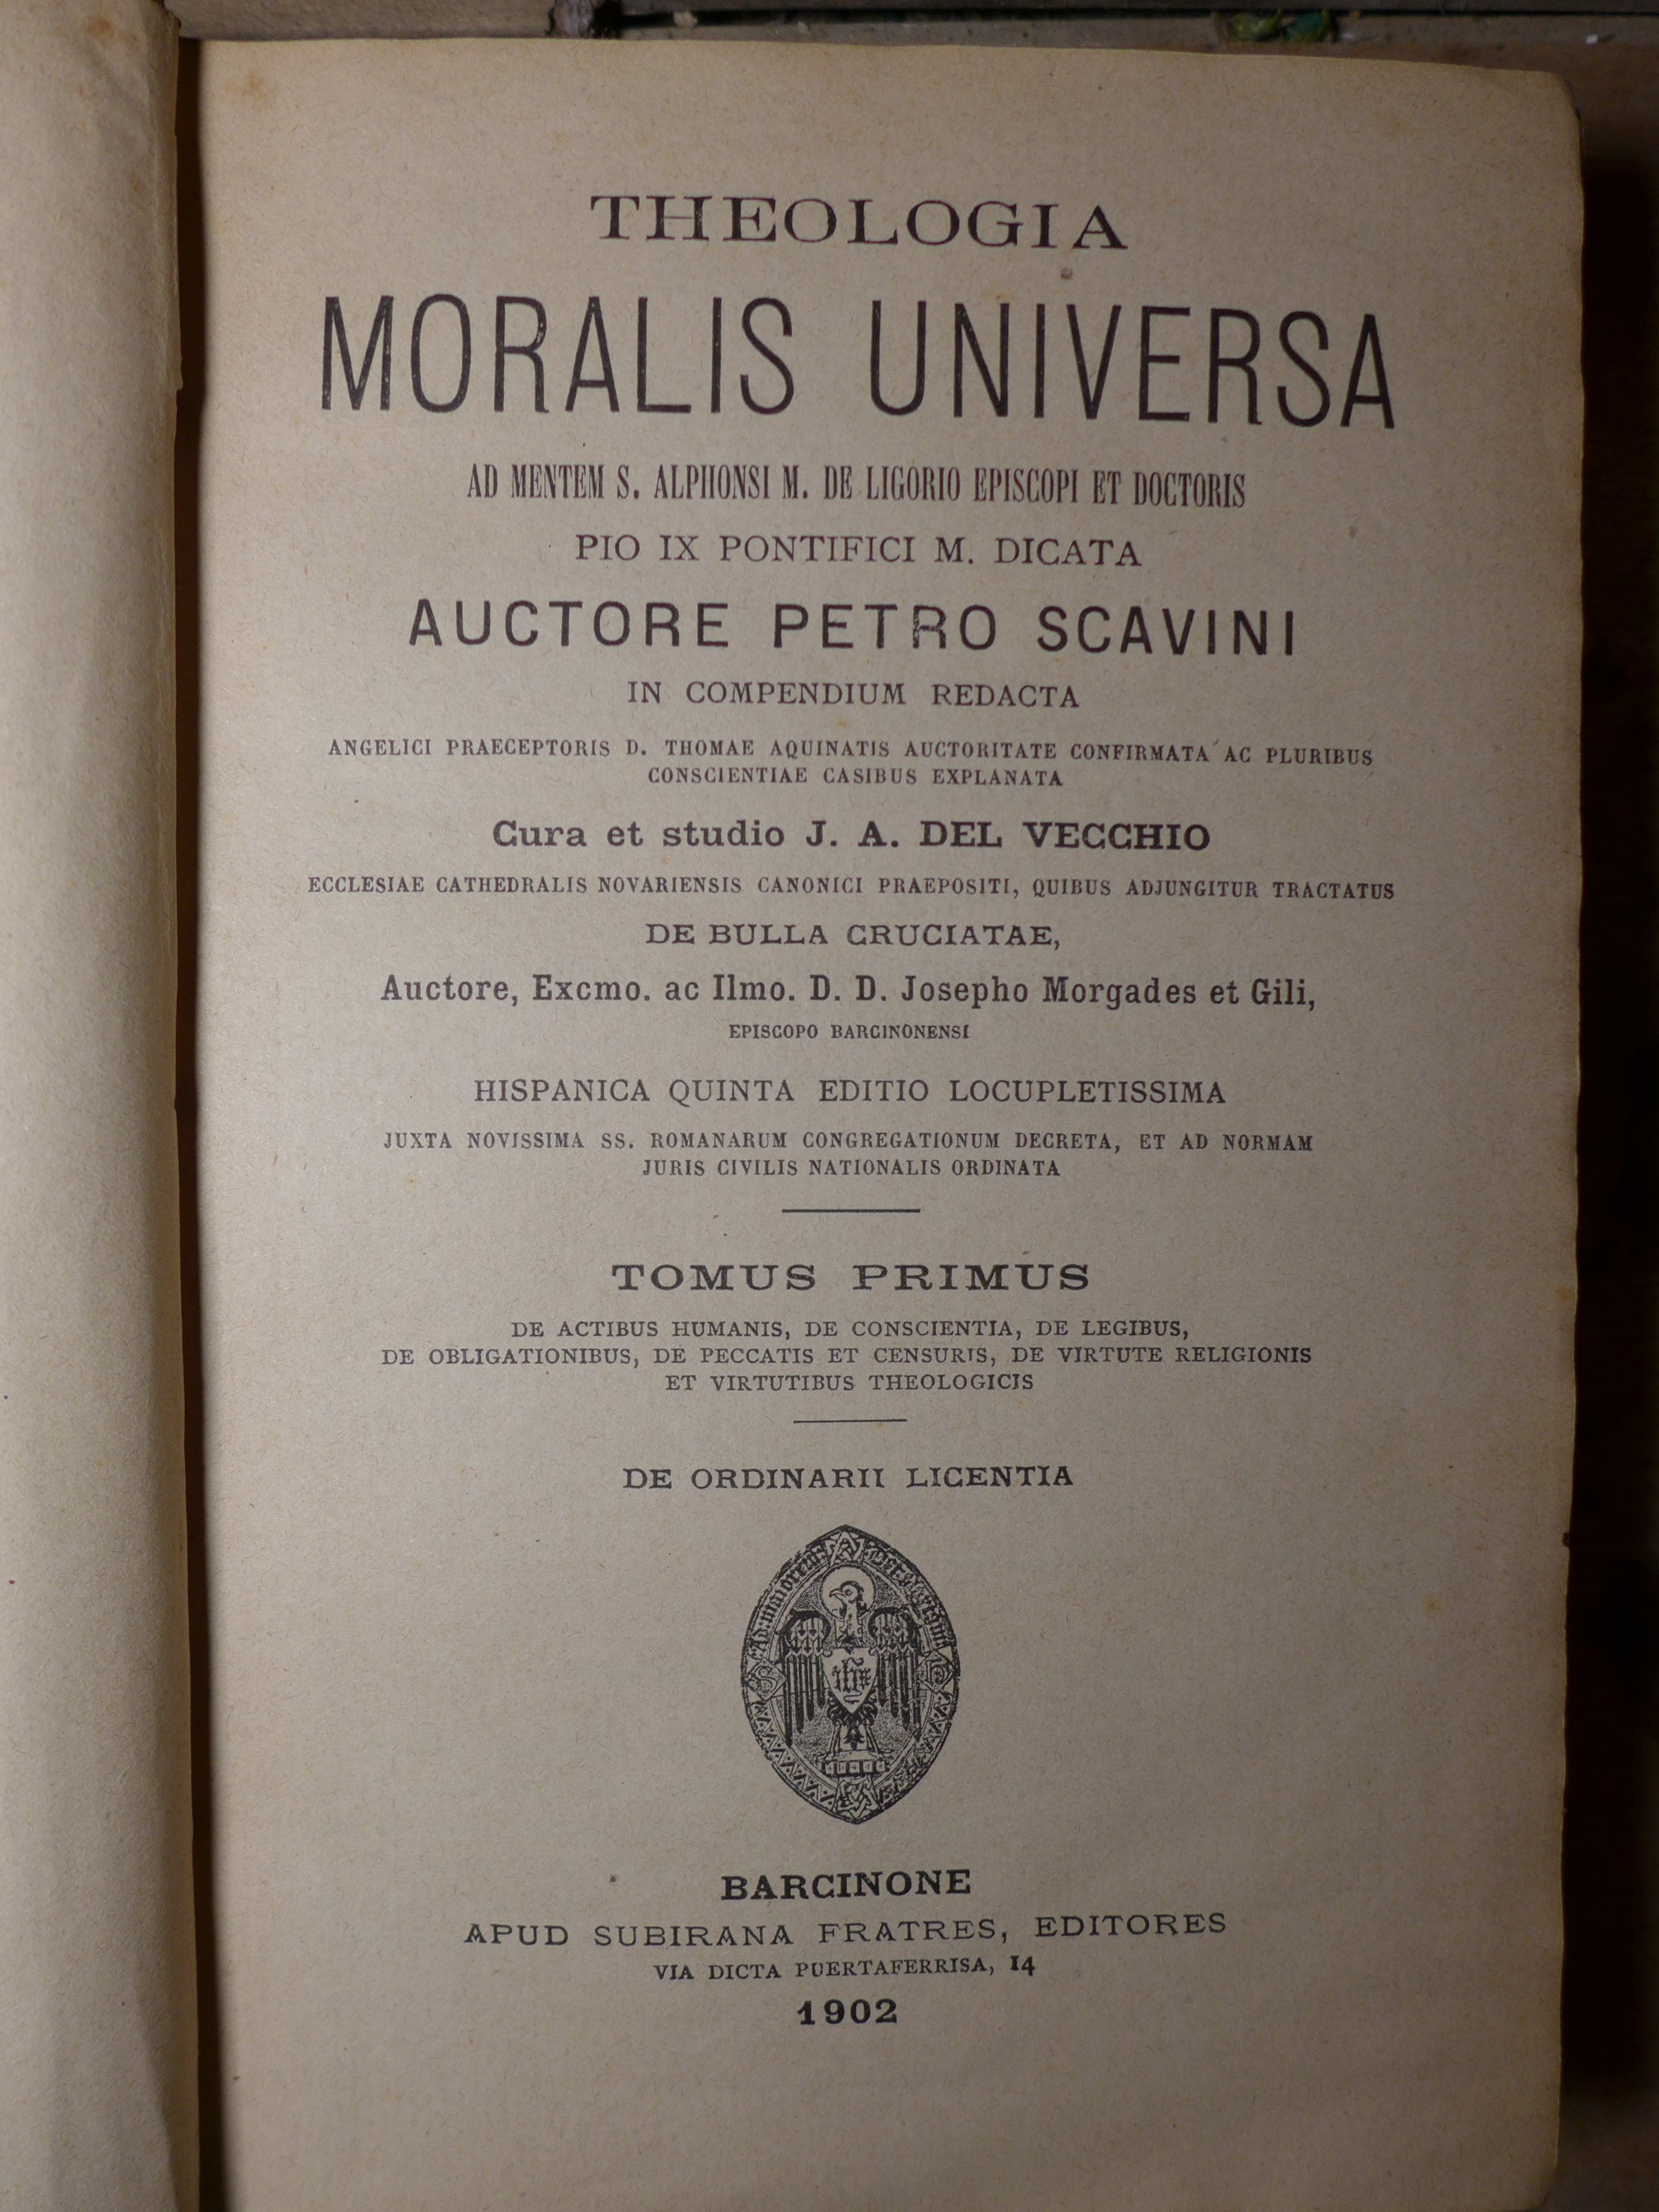 THEOLOGIA
MORALIS UNIVERSA
AD MENTEM S. ALPHONSI M. DE LIGORIO EPISCOPI ET DOCTORIS
PIO IX PONTIFICI M. DICATA
AUCTORE PETRO SCAVINI
IN COMPENDIUM REDACTA
ANGELICI PRAECEPTORIS D. THOMAE AQUINATIS AUCTORITATE CONFIRMATA AC PLURIBUS
CONSCIENTIAE CASIBUS EXPLANATA
Cura et studio J. A. DEL VECCHIO
ECCLESIAE CATHEDRALIS NOVARIENSIS CANONICI PRAEPOSITI, QUIBUS ADJUNGITUR TRACTATUS
DE BULLA CRUCIATAE,
Auctore, Excmo. ac Ilmo. D. D. Josepho Morgades et Gili,
EPISCOPO BARCINONENSI
HISPANICA QUINTA EDITIO LOCUPLETISSIMA
JUXTA NOVISSIMA SS. ROMANARUM CONGREGATIONUM DECRETA, ET AD NORMAM
JURIS CIVILIS NATIONALIS ORDINATA
TOMUS PRIMUS
DE ACTIBUS HUMANIS, DE CONSCIENTIA, DE LEGIBUS,
DE OBLIGATIONIBUS, DE PECCATIS ET CENSURIS, DE VIRTUTE RELIGIONIS
ET VIRTUTIBUS THEOLOGICIS
DE ORDINARII LICENTIA
Ad maiorem Dei
BARCINONE
APUD SUBIRANA FRATRES, EDITORES
VIA DICTA PUERTAFERRISA, 14
1902